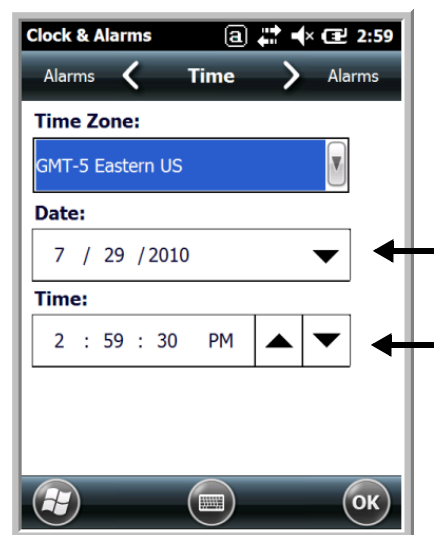 Clock & Alarms a 2:59
Alarms Time Alarms
Time Zone:
GMT-5 Eastern US
Date:
7 / 29 / 2010
Time:
2 : 59 : 30 PM
OK